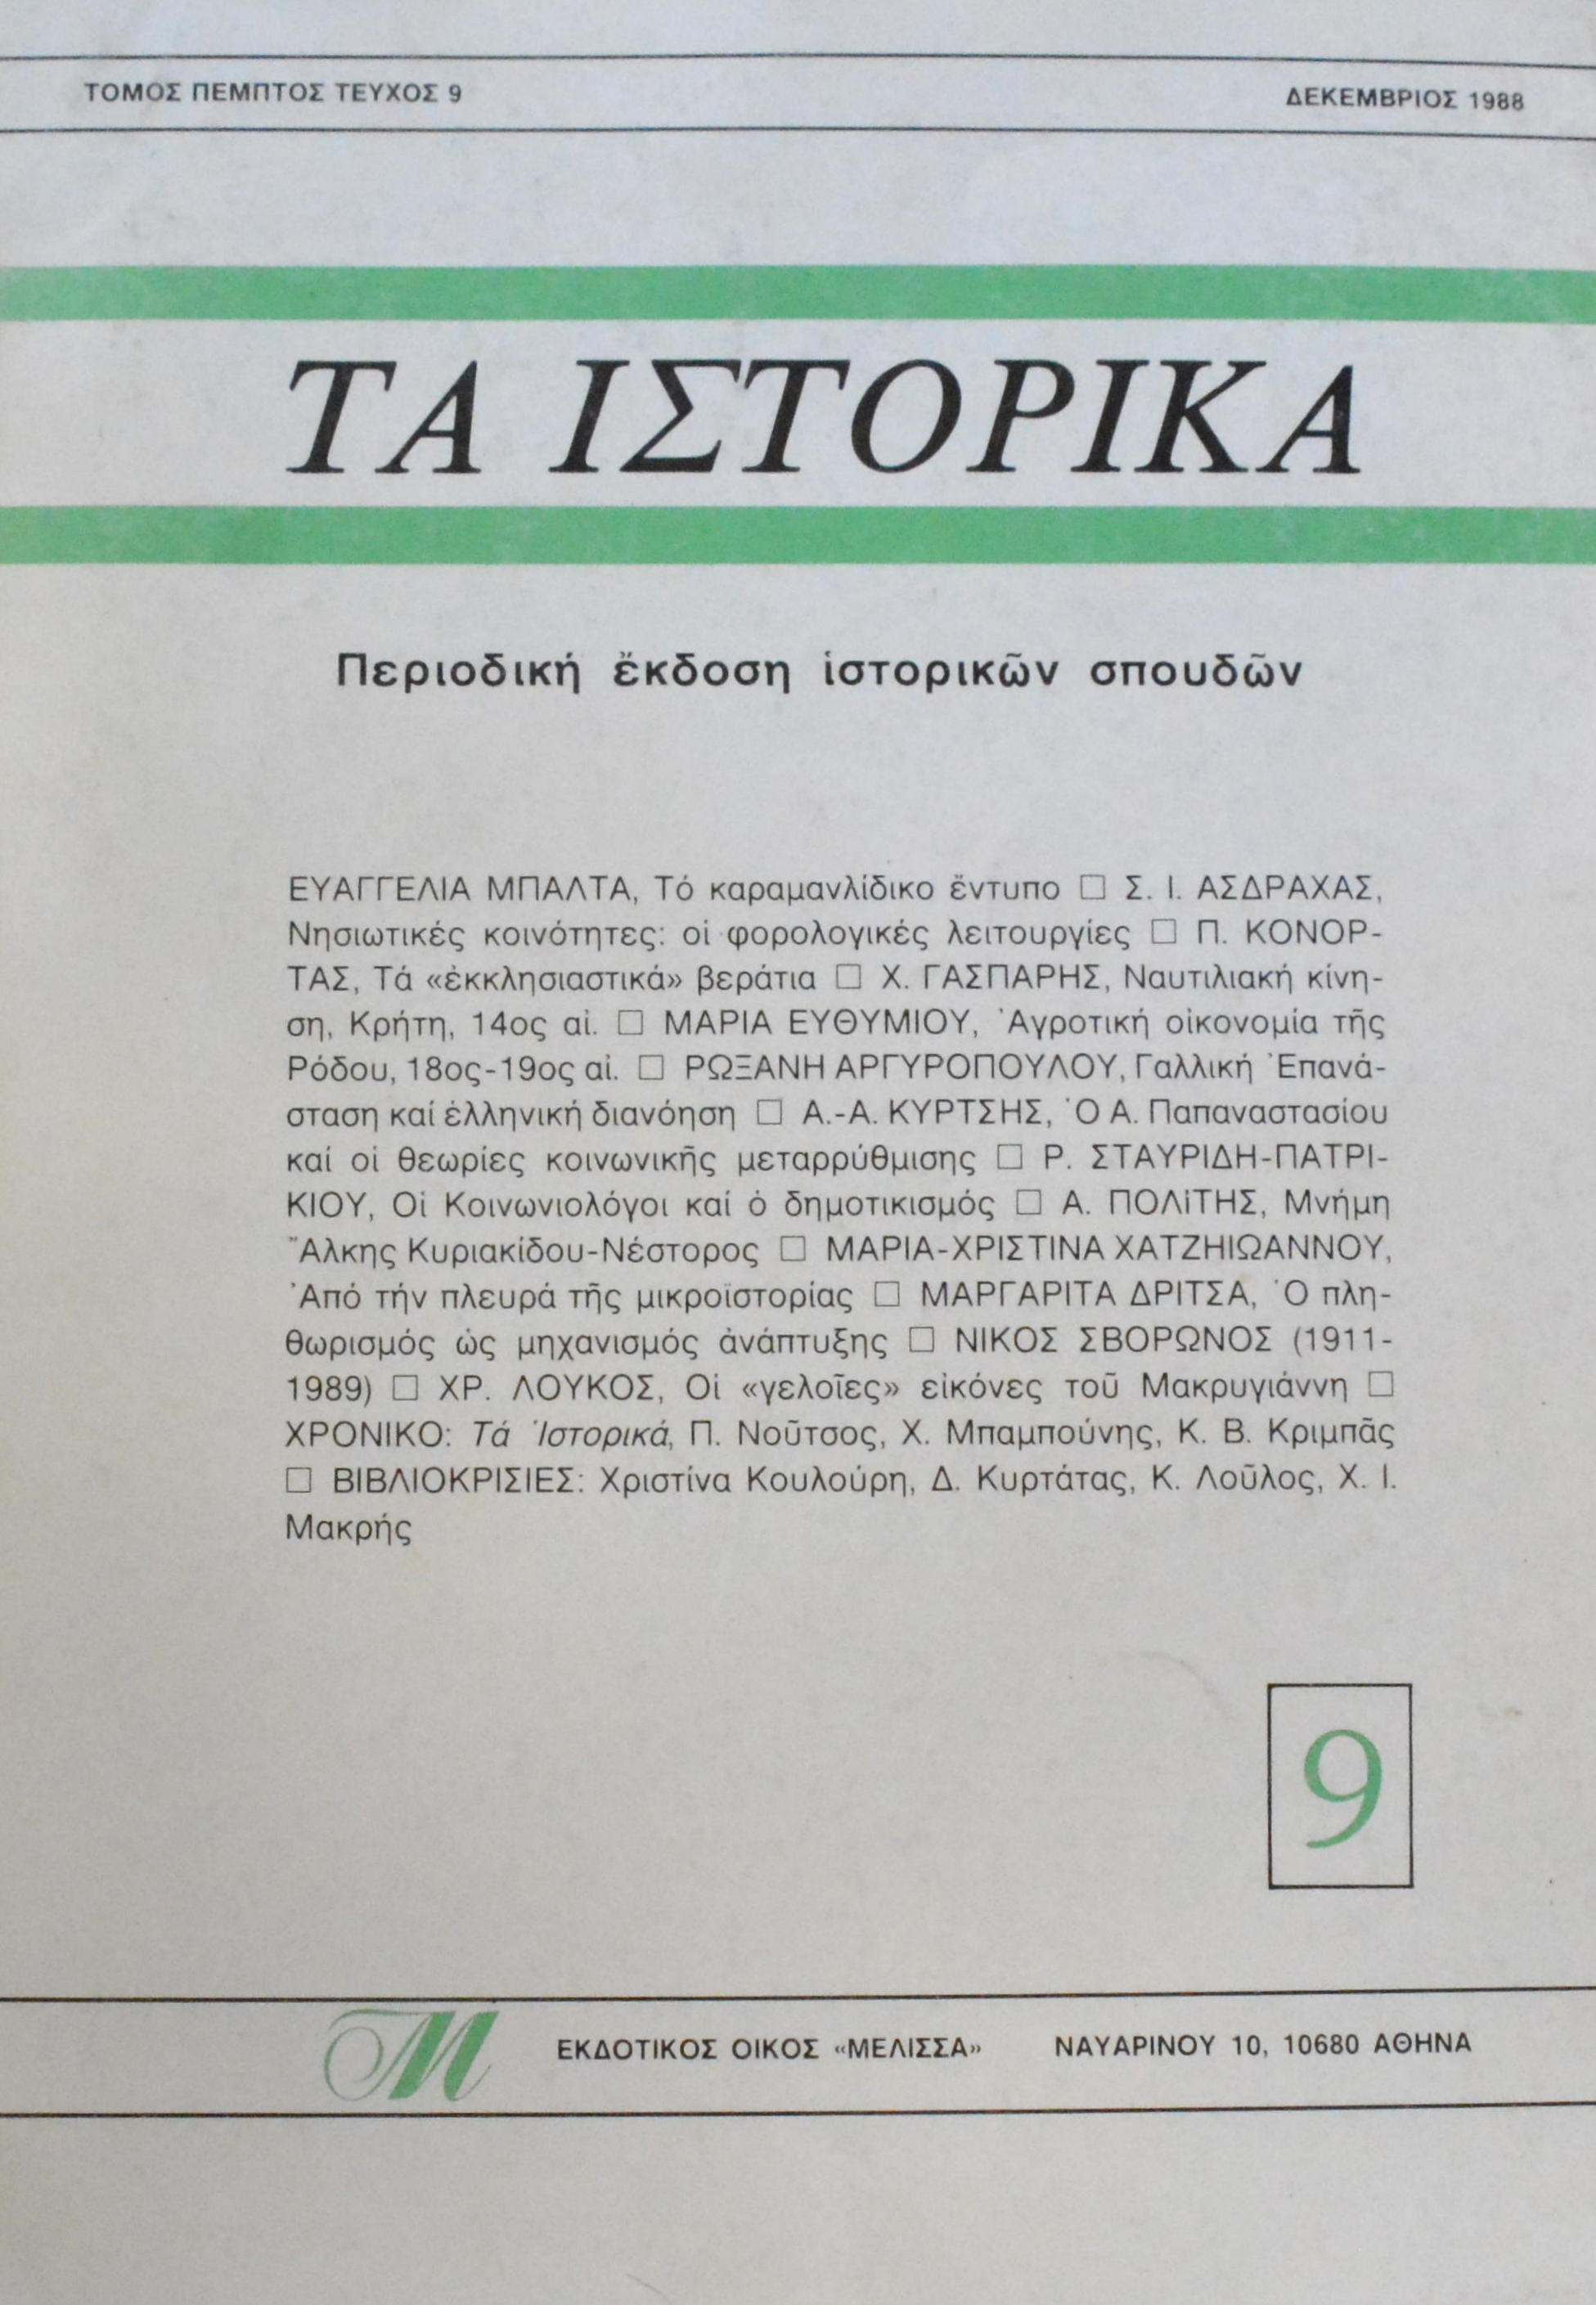 ΤΟΜΟΣ ΠΕΜΠΤΟΣ ΤΕΥΧΟΣ 9
ΔΕΚΕΜΒΡΙΟΣ 1988
ΤΑ ΙΣΤΟΡΙΚΑ
Περιοδική ἔκδοση ἱστορικῶν σπουδῶν
ΕΥΑΓΓΕΛΙΑ ΜΠΑΛΤΑ, Τό καραμανλίδικο ἔντυπο □ Σ. Ι. ΑΣΔΡΑΧΑΣ,
Νησιωτικές κοινότητες: οἱ φορολογικές λειτουργίες □ Π. ΚΟΝΟΡ-
ΤΑΣ, Τά «ἐκκλησιαστικά» βεράτια □ Χ. ΓΑΣΠΑΡΗΣ, Ναυτιλιακή κίνη-
ση, Κρήτη, 14ος αἰ. □ ΜΑΡΙΑ ΕΥΘΥΜΙΟΥ, Ἀγροτική οἰκονομία τῆς
Ρόδου, 18ος-19ος αἰ. □ ΡΩΞΑΝΗ ΑΡΓΥΡΟΠΟΥΛΟΥ, Γαλλική Ἐπανά-
σταση καί ἑλληνική διανόηση □ Α.-Α. ΚΥΡΤΣΗΣ, Ὁ Α. Παπαναστασίου
καί οἱ θεωρίες κοινωνικῆς μεταρρύθμισης □ Ρ. ΣΤΑΥΡΙΔΗ-ΠΑΤΡΙ-
ΚΙΟΥ, Οἱ Κοινωνιολόγοι καί ὁ δημοτικισμός □ Α. ΠΟΛίΤΗΣ, Μνήμη
Ἄλκης Κυριακίδου-Νέστορος □ ΜΑΡΙΑ-ΧΡΙΣΤΙΝΑ ΧΑΤΖΗΙΩΑΝΝΟΥ,
Ἀπό τήν πλευρά τῆς μικροϊστορίας □ ΜΑΡΓΑΡΙΤΑ ΔΡΙΤΣΑ, Ὁ πλη-
θωρισμός ὡς μηχανισμός ἀνάπτυξης □ ΝΙΚΟΣ ΣΒΟΡΩΝΟΣ (1911-
1989) □ ΧΡ. ΛΟΥΚΟΣ, Οἱ «γελοῖες» εἰκόνες τοῦ Μακρυγιάννη □
ΧΡΟΝΙΚΟ: Τά Ἱστορικά, Π. Νοῦτσος, Χ. Μπαμπούνης, Κ. Β. Κριμπᾶς
□ ΒΙΒΛΙΟΚΡΙΣΙΕΣ: Χριστίνα Κουλούρη, Δ. Κυρτάτας, Κ. Λοῦλος, Χ. Ι.
Μακρής
9
Μ
ΕΚΔΟΤΙΚΟΣ ΟΙΚΟΣ «ΜΕΛΙΣΣΑ» ΝΑΥΑΡΙΝΟΥ 10, 10680 ΑΘΗΝΑ